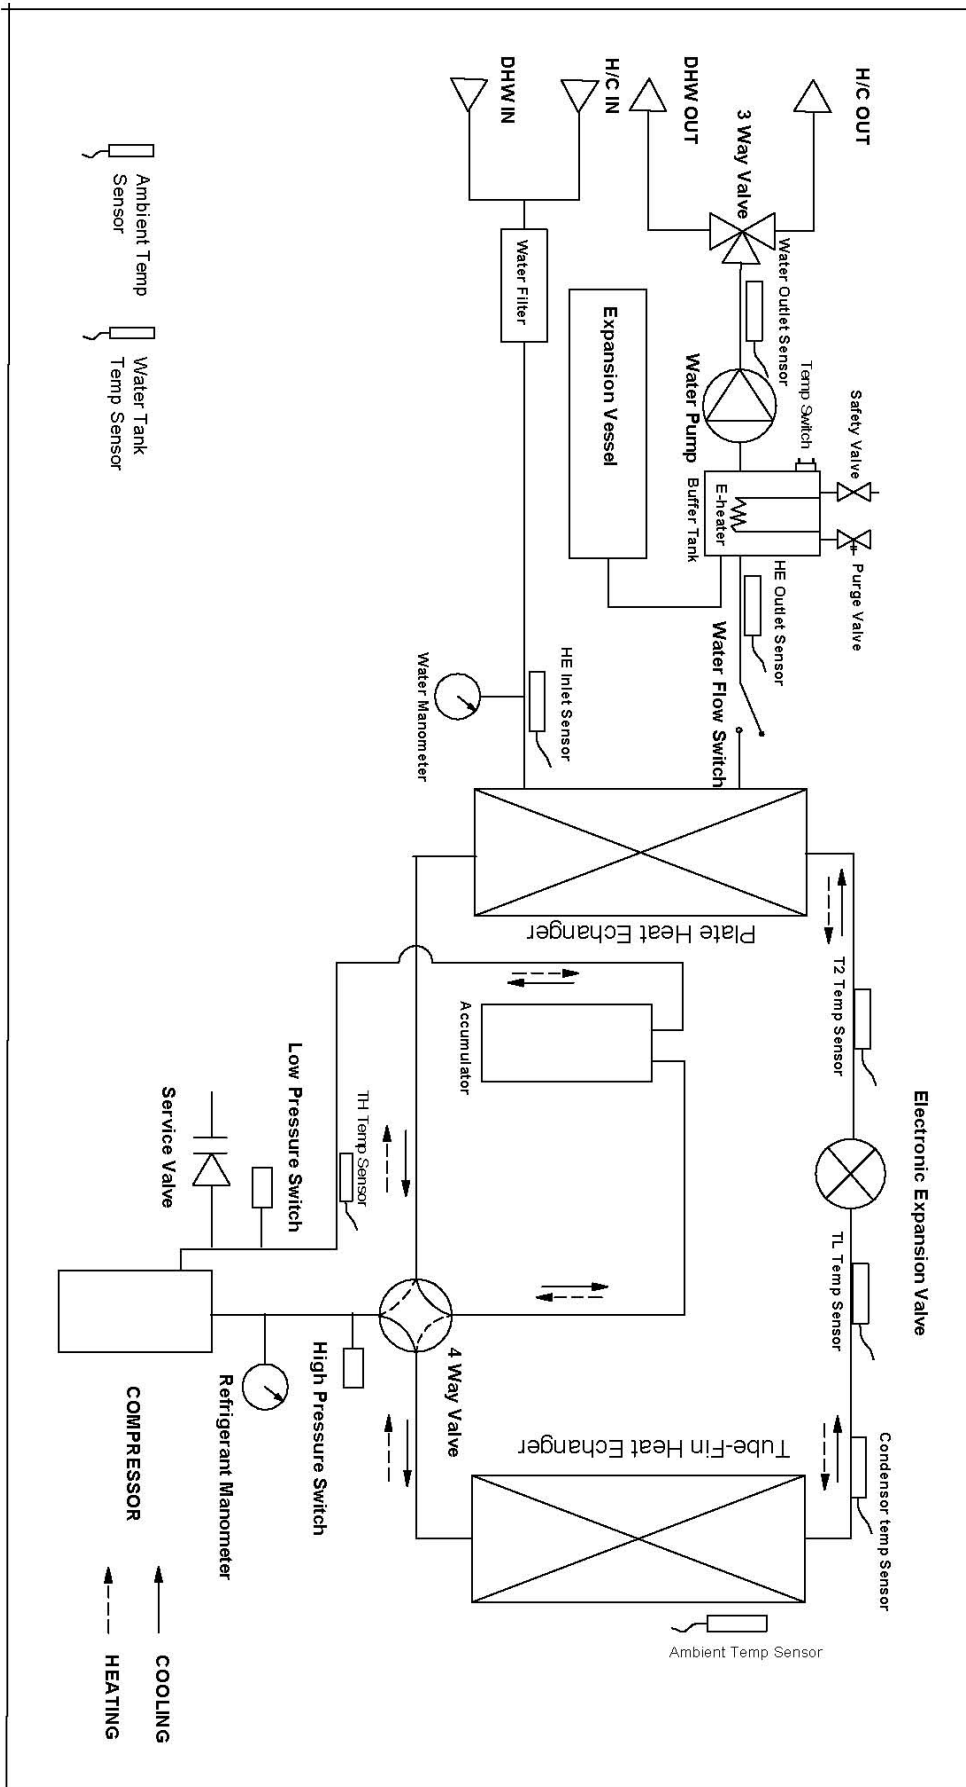 H/C OUT
3 Way Valve
DHW OUT
H/C IN
DHW IN
Water Outlet Sensor
Temp Switch
Safety Valve
Purge Valve
Water Filter
Expansion Vessel
Water Pump
E-heater
Buffer Tank
HE Outlet Sensor
Water Flow Switch
HE Inlet Sensor
Water Manometer
Ambient Temp
Sensor
Water Tank
Temp Sensor
Plate Heat Echanger
T2 Temp Sensor
Electronic Expansion Valve
TL Temp Sensor
Condensor temp Sensor
Accumulator
TH Temp Sensor
Low Pressure Switch
Service Valve
4 Way Valve
High Pressure Switch
Refrigerant Manometer
COMPRESSOR
Tube-Fin Heat Echanger
Ambient Temp Sensor
COOLING
HEATING